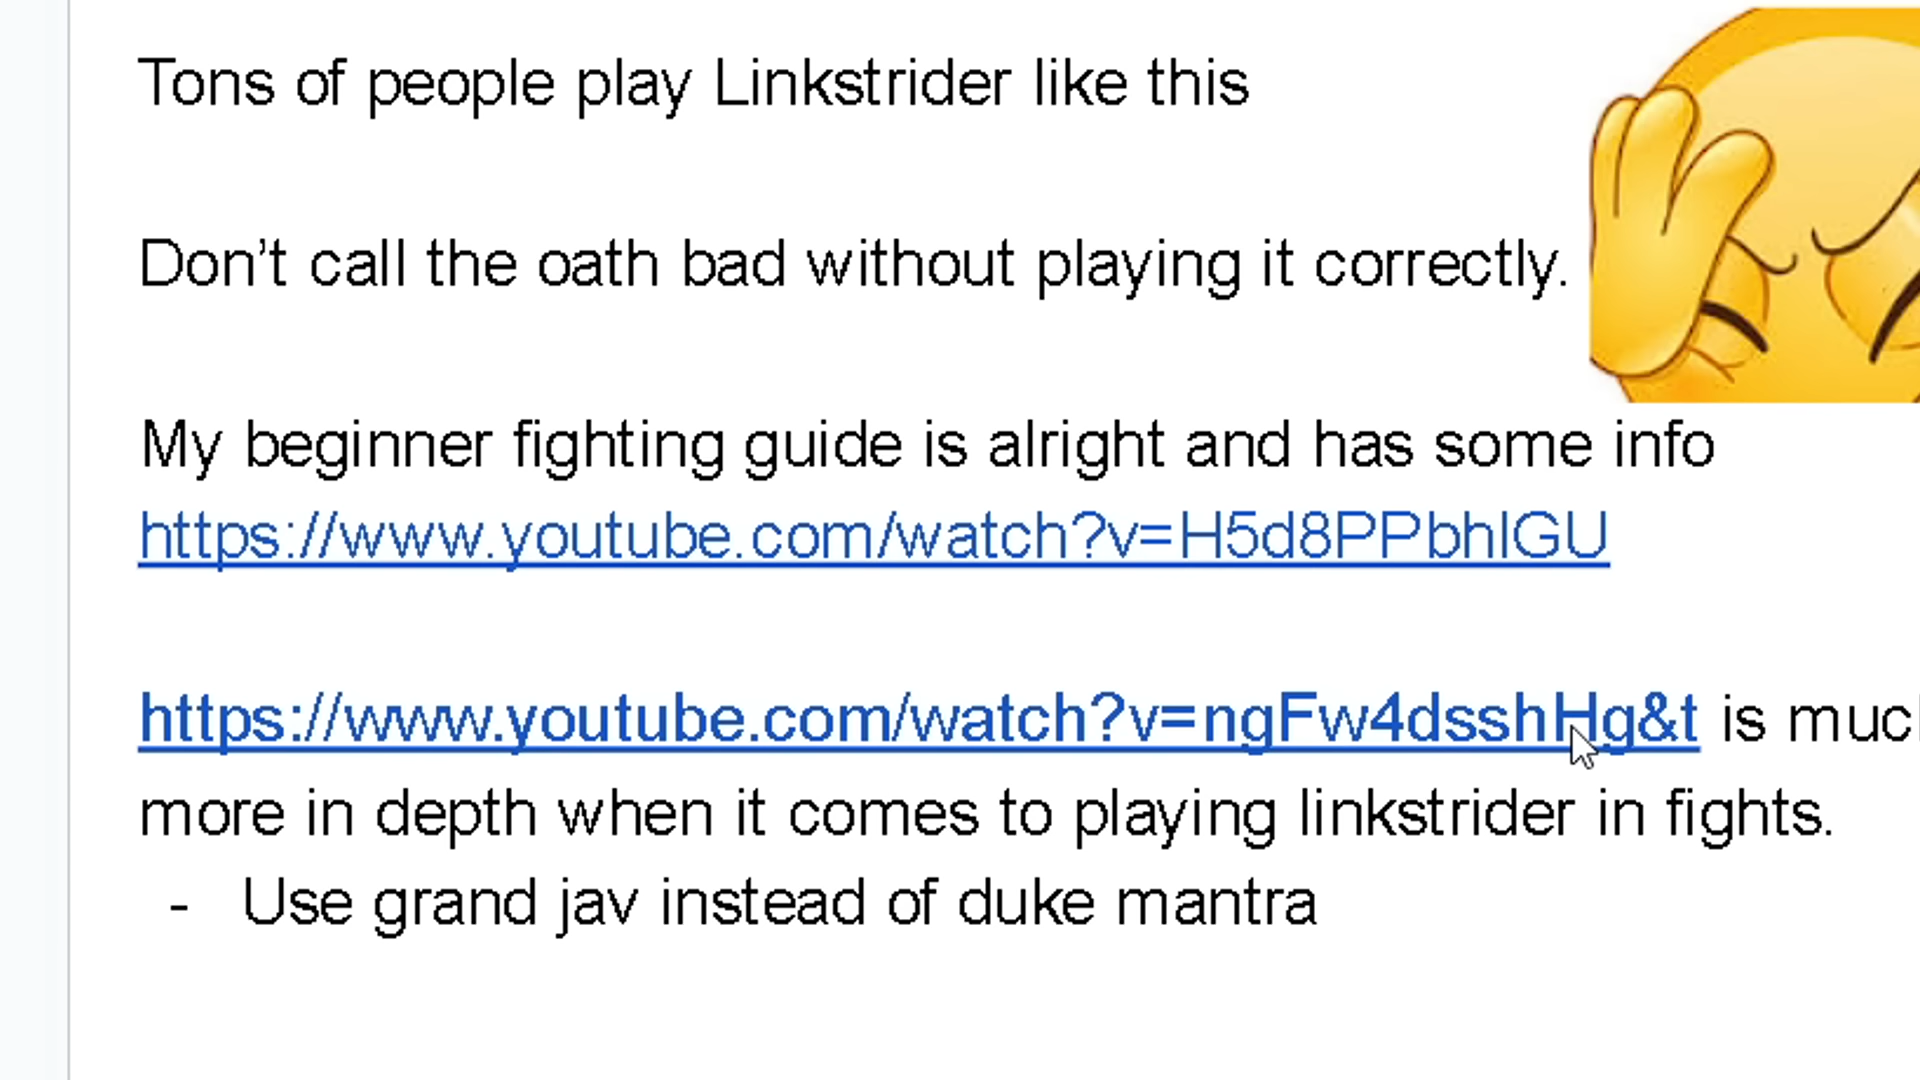 Tons of people play Linkstrider like this
Don’t call the oath bad without playing it correctly.
My beginner fighting guide is alright and has some info
https://www.youtube.com/watch?v=H5d8PPbhlGU
https://www.youtube.com/watch?v=ngFw4dsshHg&t is muc
more in depth when it comes to playing linkstrider in fights.
- Use grand jav instead of duke mantra